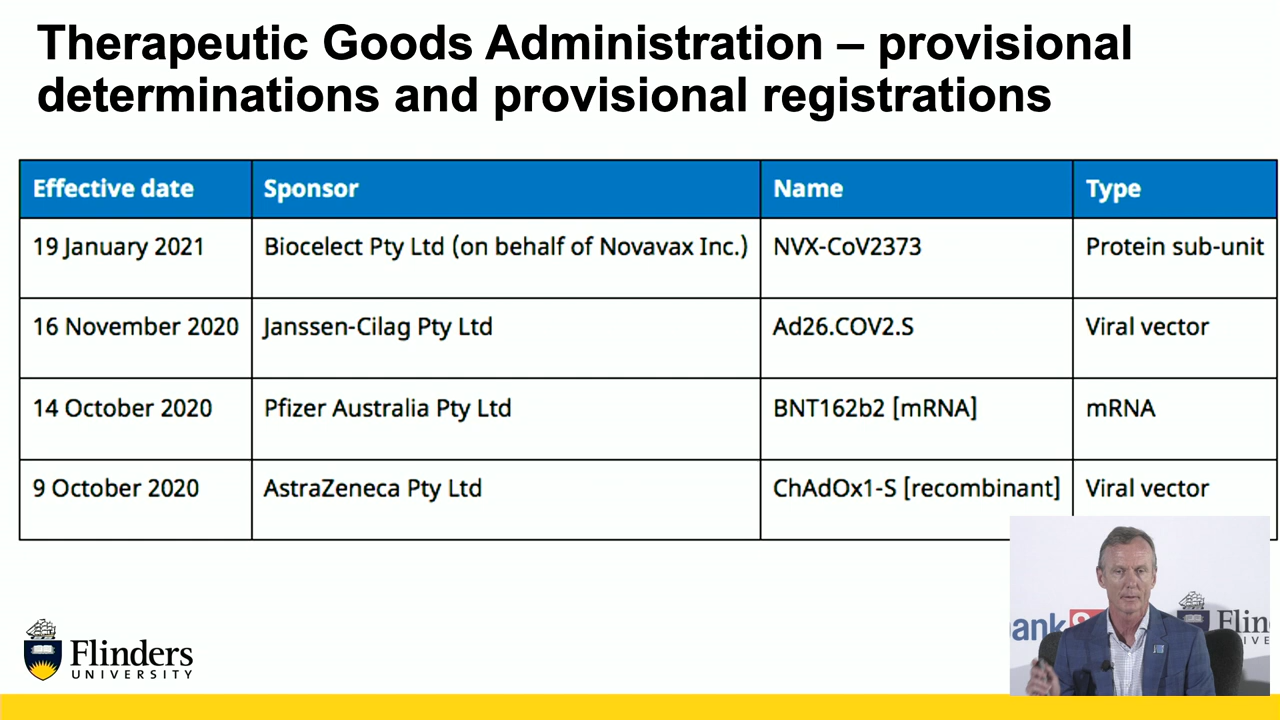 Therapeutic Goods Administration – provisional
determinations and provisional registrations
Effective date Sponsor Name Type
19 January 2021 Biocelect Pty Ltd (on behalf of Novavax Inc.) NVX-CoV2373 Protein sub-unit
16 November 2020 Janssen-Cilag Pty Ltd Ad26.COV2.S Viral vector
14 October 2020 Pfizer Australia Pty Ltd BNT162b2 [mRNA] mRNA
9 October 2020 AstraZeneca Pty Ltd ChAdOx1-S [recombinant] Viral vector
Flinders
UNIVERSITY
ank
Flin